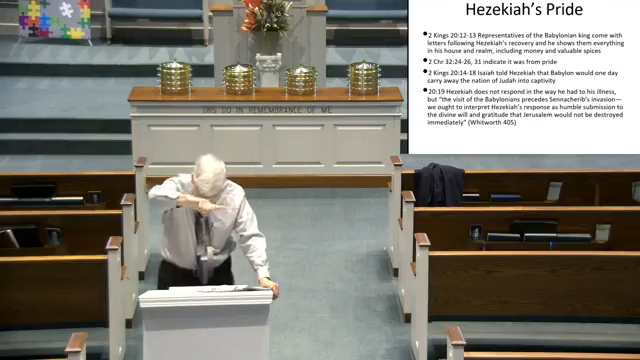 Hezekiah's Pride
•2 Kings 20:12-13 Representatives of the Babylonian king come with
letters following Hezekiah's recovery and he shows them everything
in his house and realm, including money and valuable spices
•2 Chr 32:24-26, 31 indicate it was from pride
•2 Kings 20:14-18 Isaiah told Hezekiah that Babylon would one day
carry away the nation of Judah into captivity
•20:19 Hezekiah does not respond in the way he had to his illness,
but "the visit of the Babylonians precedes Sennacherib's invasion—
we ought to interpret Hezekiah's response as humble submission to
the divine will and gratitude that Jerusalem would not be destroyed
immediately" (Whitworth 405)
THIS DO IN REMEMBRANCE OF ME